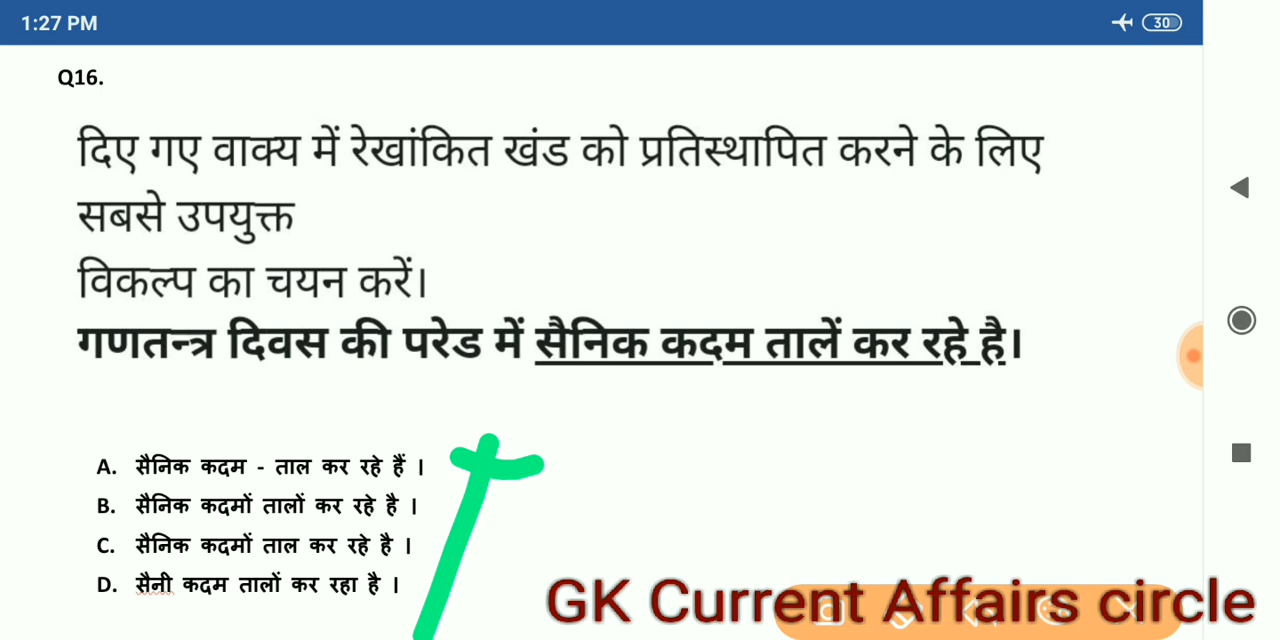 1:27 PM
30
Q16.
दिए गए वाक्य में रेखांकित खंड को प्रतिस्थापित करने के लिए
सबसे उपयुक्त
विकल्प का चयन करें।
गणतन्त्र दिवस की परेड में सैनिक कदम तालें कर रहे है।
A. सैनिक कदम - ताल कर रहे हैं ।
B. सैनिक कदमों तालों कर रहे है ।
C. सैनिक कदमों ताल कर रहे है ।
D. सैनी कदम तालों कर रहा है ।
GK Current Affairs circle